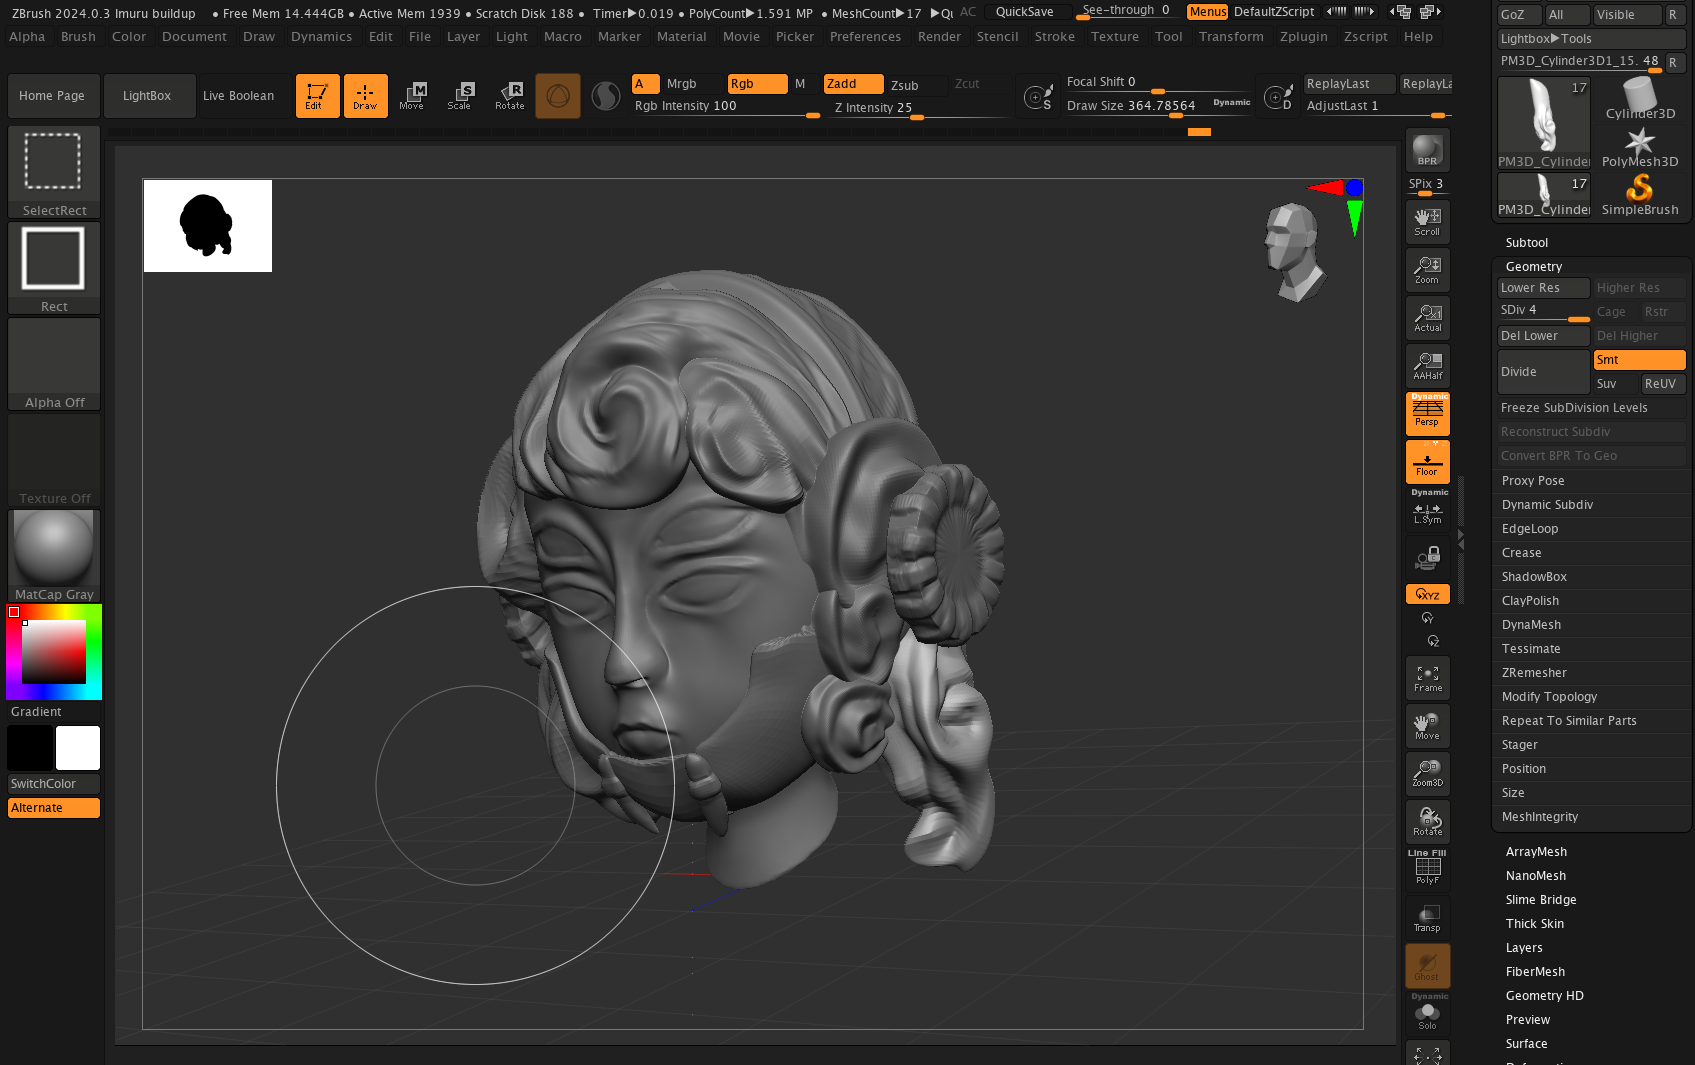 ZBrush 2024.0.3 Imuru buildup • Free Mem 14.444GB • Active Mem 1939 • Scratch Disk 188 • Timer▶0.019 • PolyCount▶1.591 MP • MeshCount▶17 AC QuickSave See-through 0 Menus DefaultZScript
Alpha Brush Color Document Draw Dynamics Edit File Layer Light Macro Marker Material Movie Picker Preferences Render Stencil Stroke Texture Tool Transform Zplugin Zscript Help
Home Page LightBox Live Boolean Edit Draw Move Scale Rotate
A Mrgb Rgb M Zadd Zsub Zcut
Rgb Intensity 100 Z Intensity 25
Focal Shift 0
Draw Size 364.78564 Dynamic
ReplayLast
AdjustLast 1
SelectRect
Rect
Alpha Off
Texture Off
MatCap Gray
Gradient
SwitchColor
Alternate
BPR
SPix 3
Scroll
Zoom
Actual
AAHalf
Dynamic
Persp
Floor
Dynamic
L.Sym
XYZ
Y
Z
Frame
Move
Zoom3D
Rotate
Line Fill
PolyF
Transp
Ghost
Dynamic
Solo
GoZ All Visible R
Lightbox▶Tools
PM3D_Cylinder3D1_15. 48 R
17
Cylinder3D
PM3D_Cylinder PolyMesh3D
17
PM3D_Cylinder SimpleBrush
Subtool
Geometry
Lower Res Higher Res
SDiv 4 Cage Rstr
Del Lower Del Higher
Divide Smt
Suv ReUV
Freeze SubDivision Levels
Reconstruct Subdiv
Convert BPR To Geo
Proxy Pose
Dynamic Subdiv
EdgeLoop
Crease
ShadowBox
ClayPolish
DynaMesh
Tessimate
ZRemesher
Modify Topology
Repeat To Similar Parts
Stager
Position
Size
MeshIntegrity
ArrayMesh
NanoMesh
Slime Bridge
Thick Skin
Layers
FiberMesh
Geometry HD
Preview
Surface